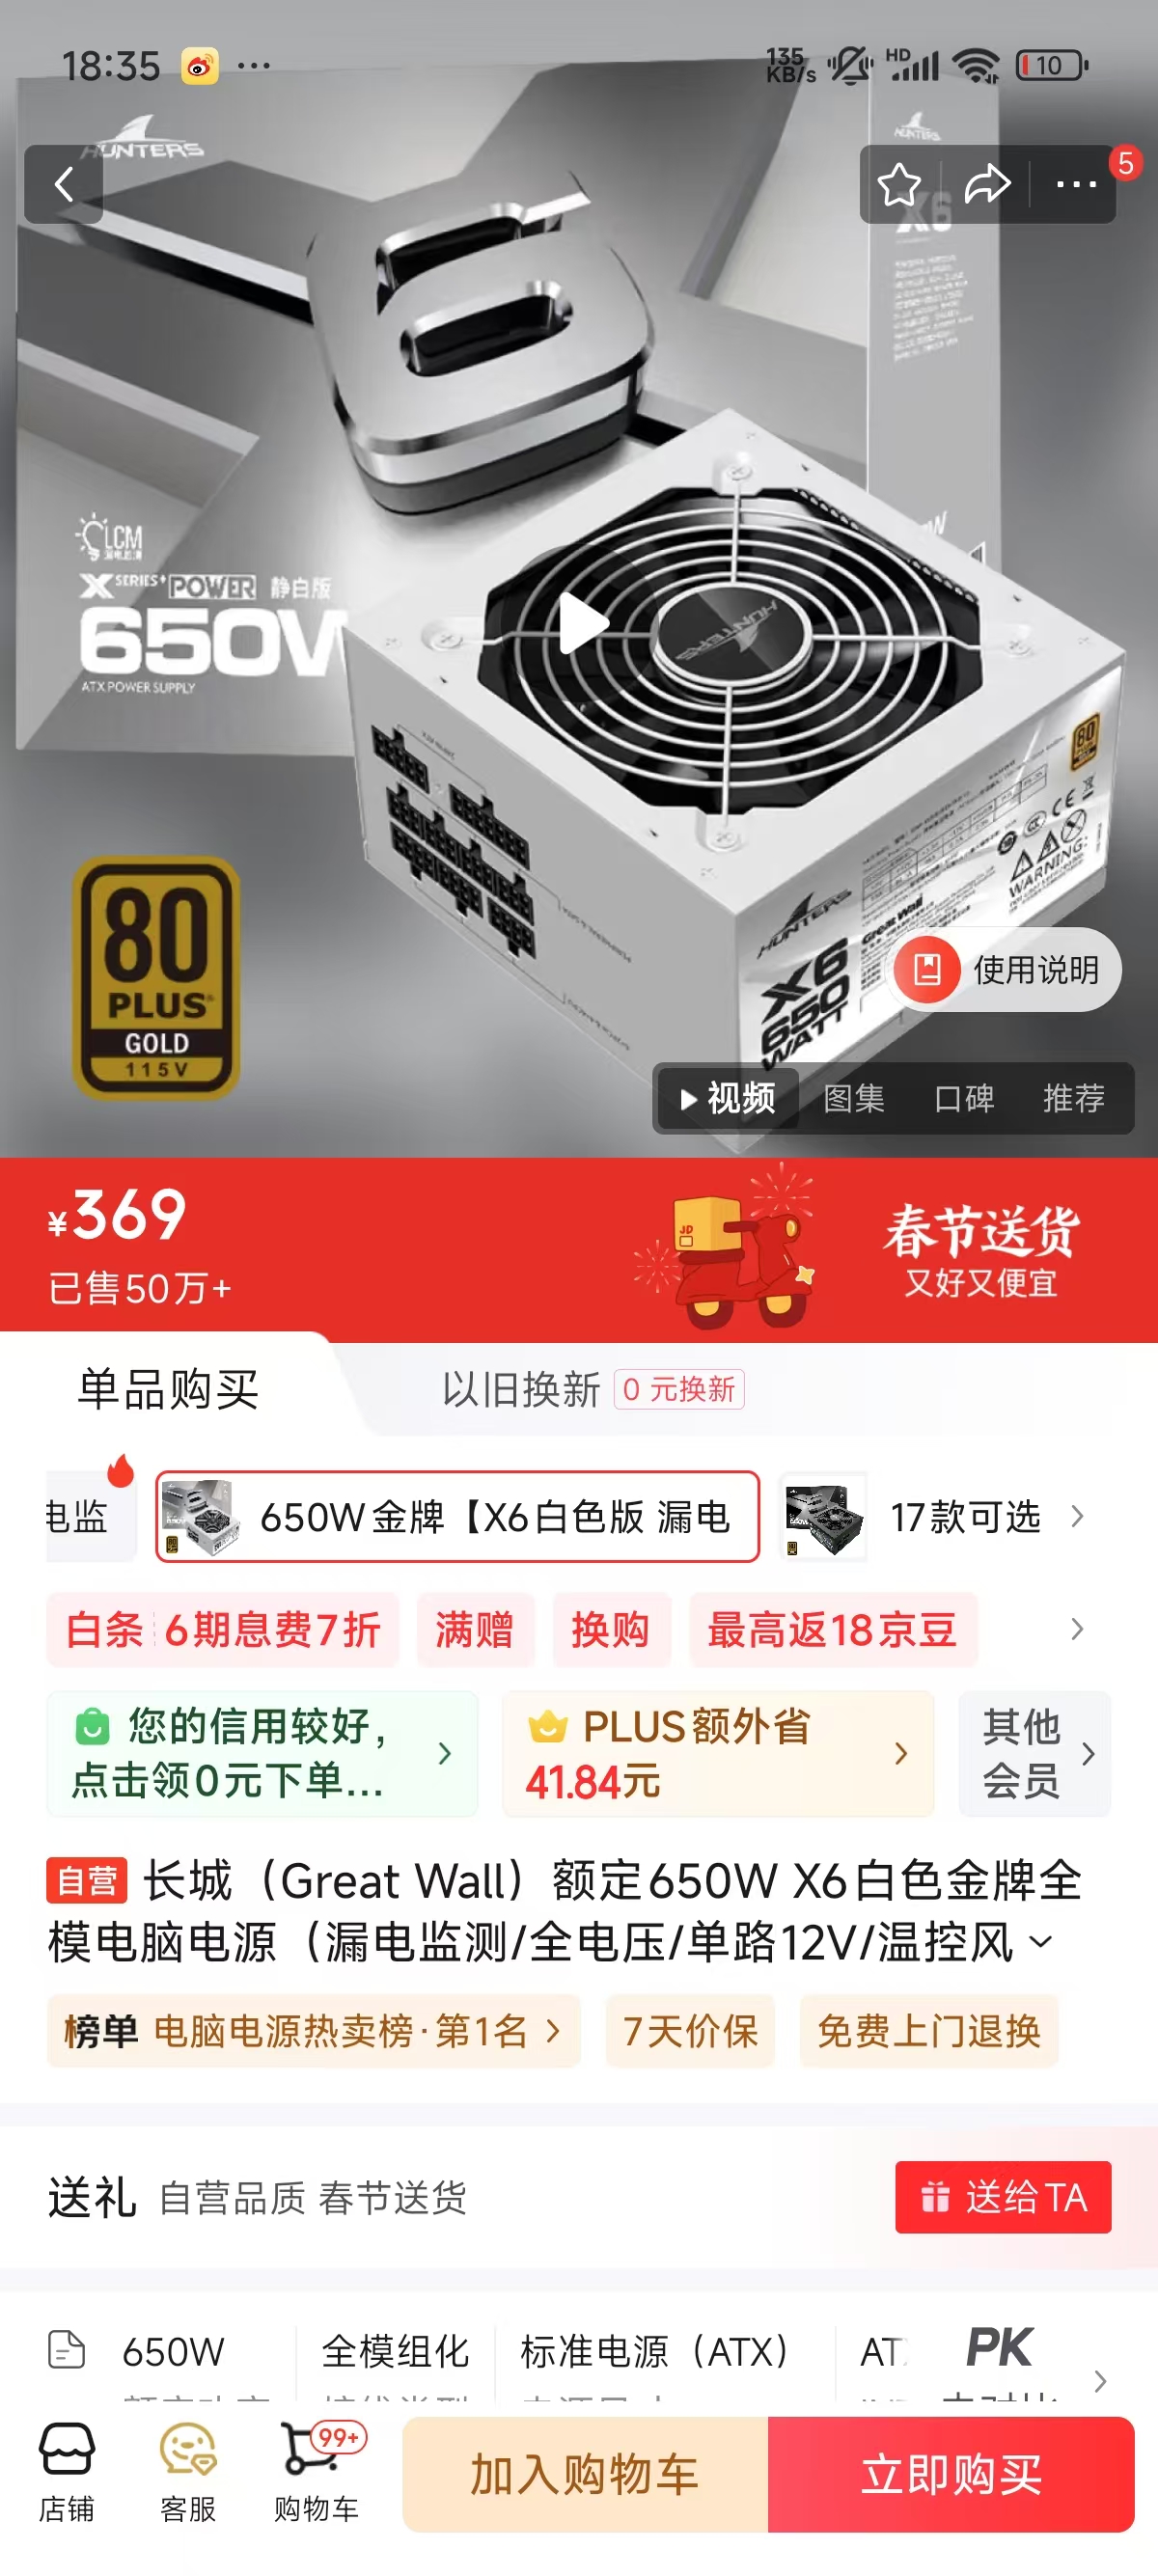 18:35
135 KB/s
HD
10
HUNTERS
HUNTERS
X6
5
LCM
漏电监测
X SERIES+ POWER 静白版
650W
ATX POWER SUPPLY
HUNTERS
80
HUNTERS
Great Wall
WARNING:
X6
650
WATT
80
PLUS
GOLD
115V
使用说明
视频 图集 口碑 推荐
¥369
已售50万+
JD
春节送货
又好又便宜
单品购买
以旧换新 0元换新
电监
650W金牌【X6白色版 漏电
17款可选
白条 6期息费7折 满赠 换购 最高返18京豆
您的信用较好,
点击领0元下单...
PLUS额外省
41.84元
其他
会员
自营 长城（Great Wall）额定650W X6白色金牌全
模电脑电源（漏电监测/全电压/单路12V/温控风
榜单 电脑电源热卖榜·第1名 7天价保 免费上门退换
送礼 自营品质 春节送货 送给TA
650W 全模组化 标准电源（ATX） AT PK
99+
店铺 客服 购物车 加入购物车 立即购买